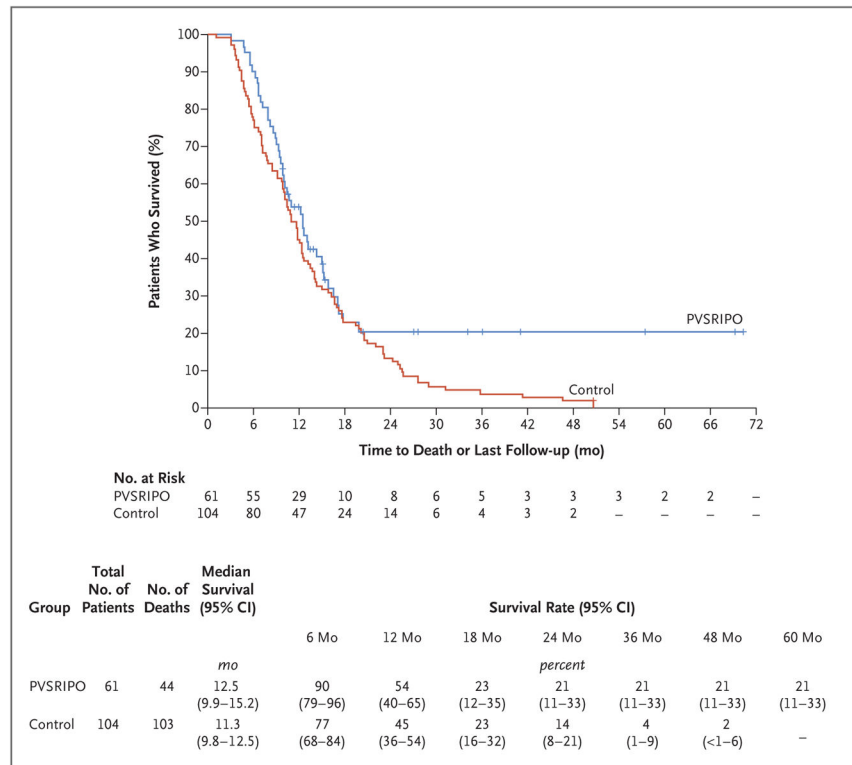 100
90
80
70
60
50
40
30
20
10
0
Patients Who Survived (%)
PVSRIPO
Control
0 6 12 18 24 30 36 42 48 54 60 66 72
Time to Death or Last Follow-up (mo)
No. at Risk
PVSRIPO 61 55 29 10 8 6 5 3 3 3 2 2 –
Control 104 80 47 24 14 6 4 3 2 – – – –
Total Median
No. of No. of Survival
Group Patients Deaths (95% CI) Survival Rate (95% CI)
6 Mo 12 Mo 18 Mo 24 Mo 36 Mo 48 Mo 60 Mo
mo percent
PVSRIPO 61 44 12.5 90 54 23 21 21 21 21
(9.9–15.2) (79–96) (40–65) (12–35) (11–33) (11–33) (11–33) (11–33)
Control 104 103 11.3 77 45 23 14 4 2 –
(9.8–12.5) (68–84) (36–54) (16–32) (8–21) (1–9) (<1–6)